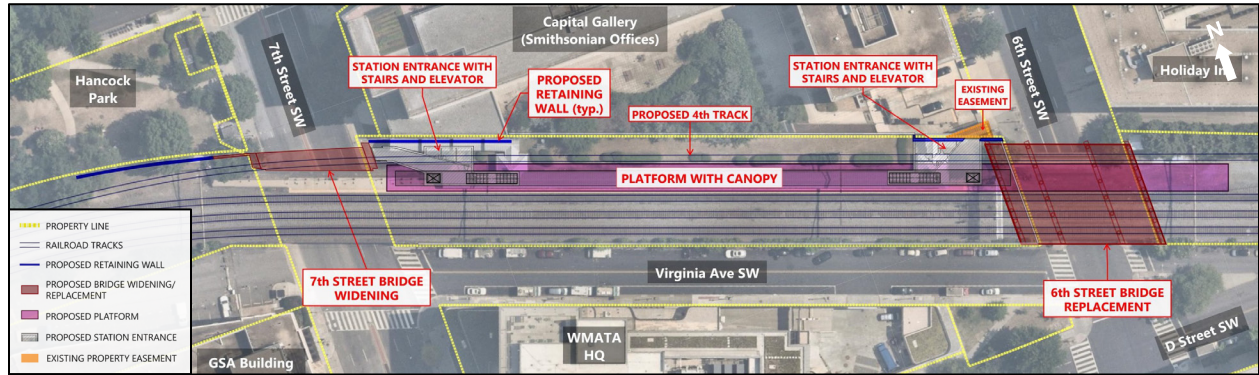 Capital Gallery
(Smithsonian Offices)
7th Street SW
6th Street SW
N
Hancock
Park
Holiday In
STATION ENTRANCE WITH
STAIRS AND ELEVATOR
PROPOSED
RETAINING
WALL (typ.)
STATION ENTRANCE WITH
STAIRS AND ELEVATOR
EXISTING
EASEMENT
PROPOSED 4th TRACK
PLATFORM WITH CANOPY
PROPERTY LINE
RAILROAD TRACKS
PROPOSED RETAINING WALL
PROPOSED BRIDGE WIDENING/
REPLACEMENT
PROPOSED PLATFORM
PROPOSED STATION ENTRANCE
EXISTING PROPERTY EASEMENT
7th STREET BRIDGE
WIDENING
Virginia Ave SW
6th STREET BRIDGE
REPLACEMENT
WMATA
HQ
GSA Building
D Street SW